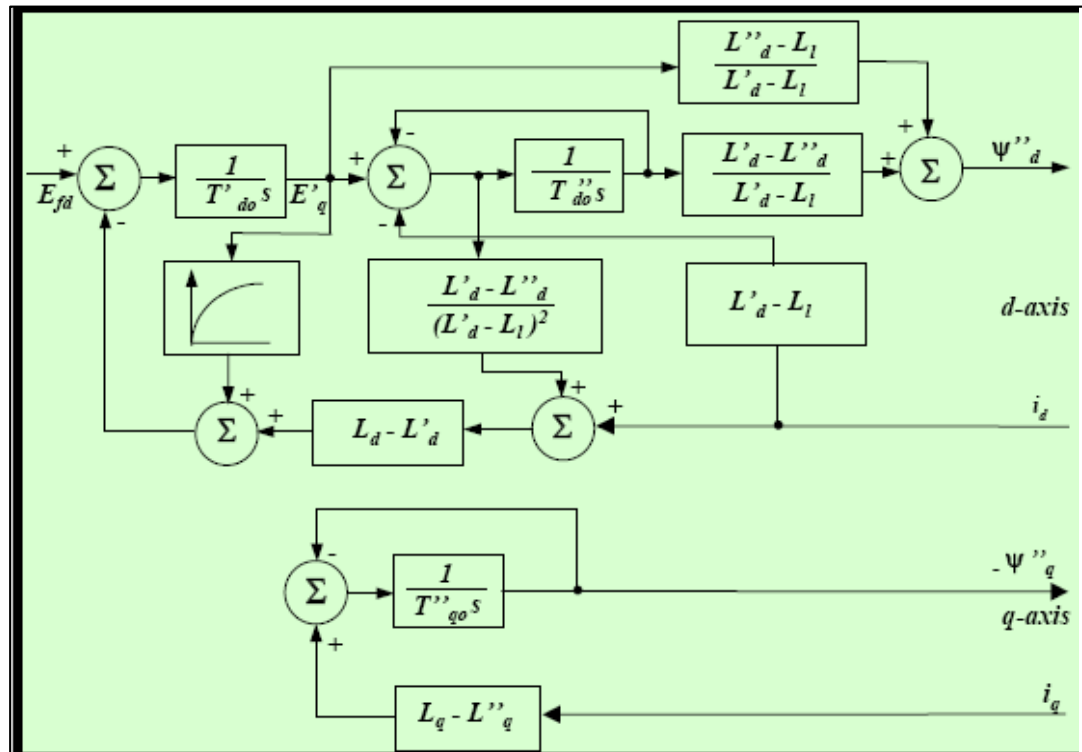 L''d - Ll
L'd - Ll
+
Efd
Σ
-
1
T'do s
E'q
+
-
Σ
-
1
T''do s
L'd - L''d
L'd - Ll
+
+
Σ
Ψ''d
L'd - L''d
(L'd - Ll)2
L'd - Ll
d-axis
+
+
Σ
Ld - L'd
+
+
Σ
id
-
Σ
+
1
T''qo s
- Ψ''q
q-axis
Lq - L''q
iq